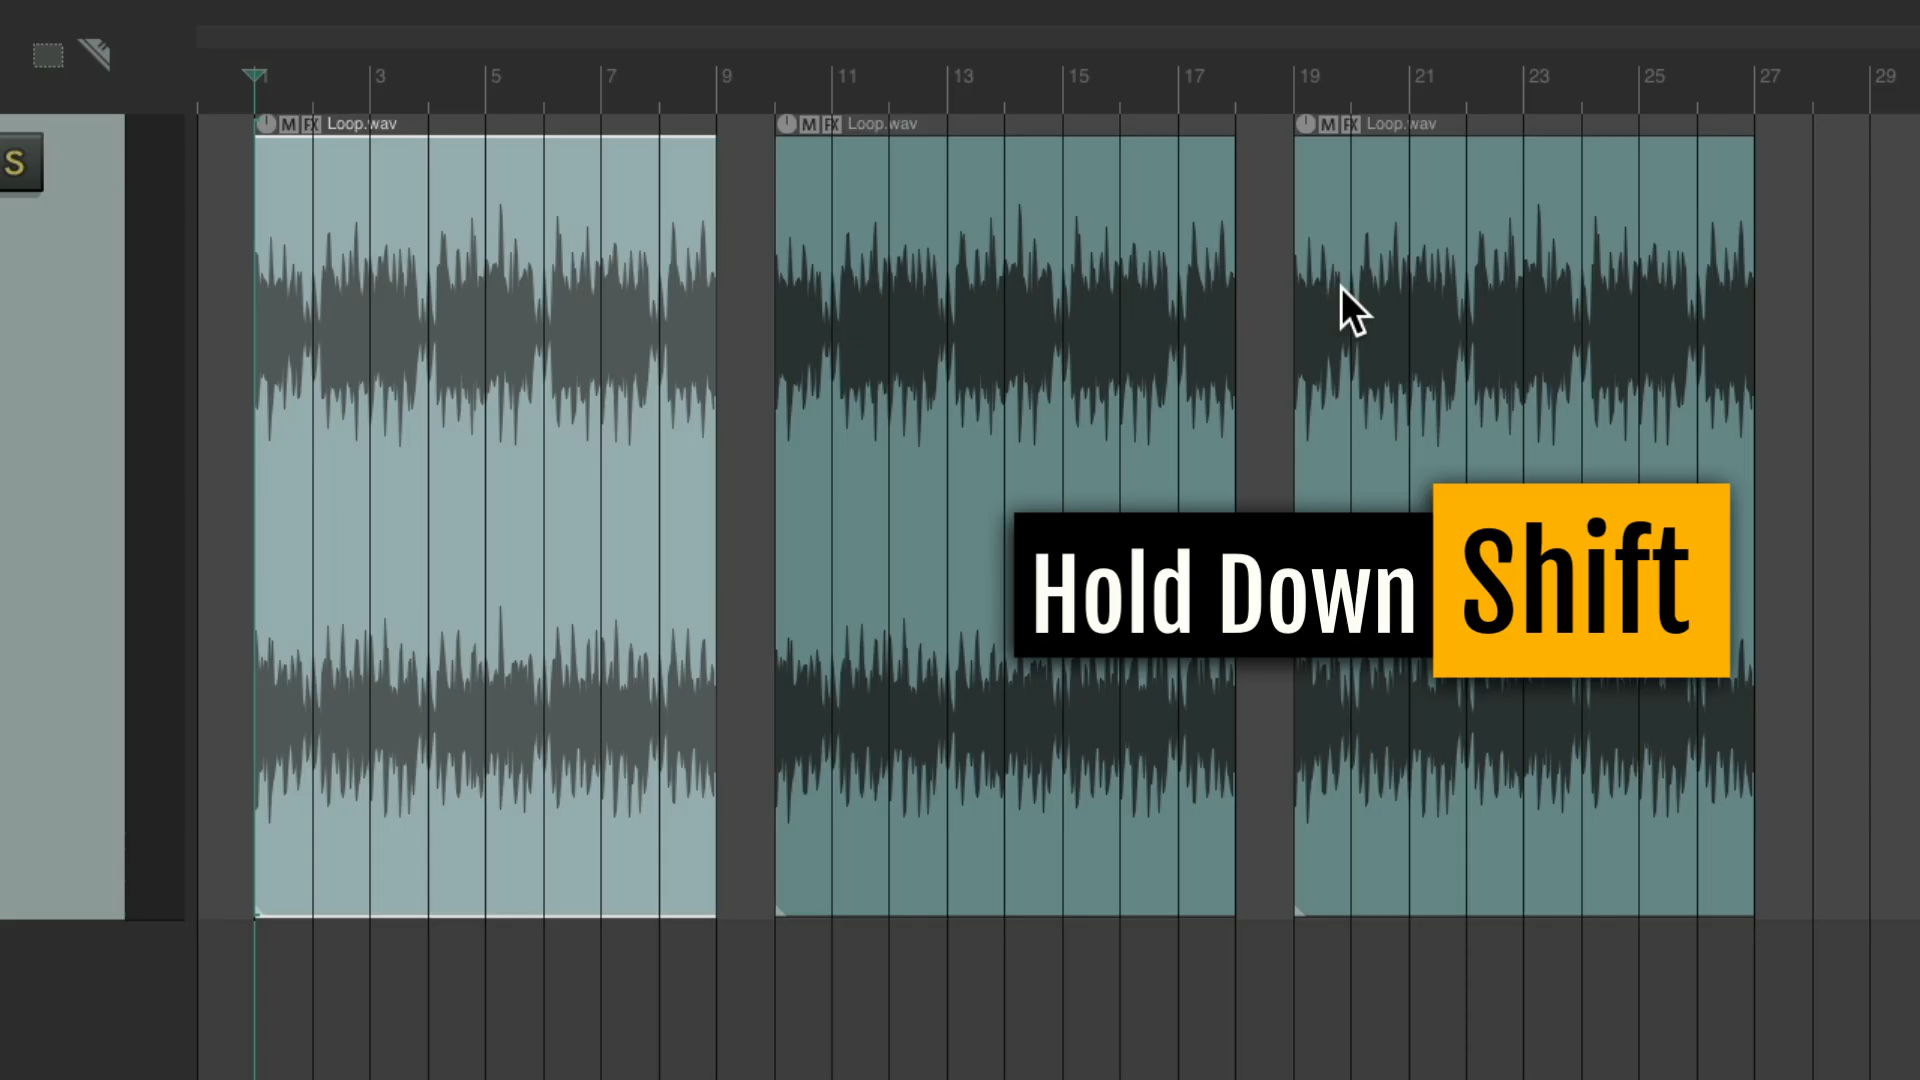 1 3 5 7 9 11 13 15 17 19 21 23 25 27 29
M FX Loop.wav M FX Loop.wav M FX Loop.wav
S
Hold Down Shift